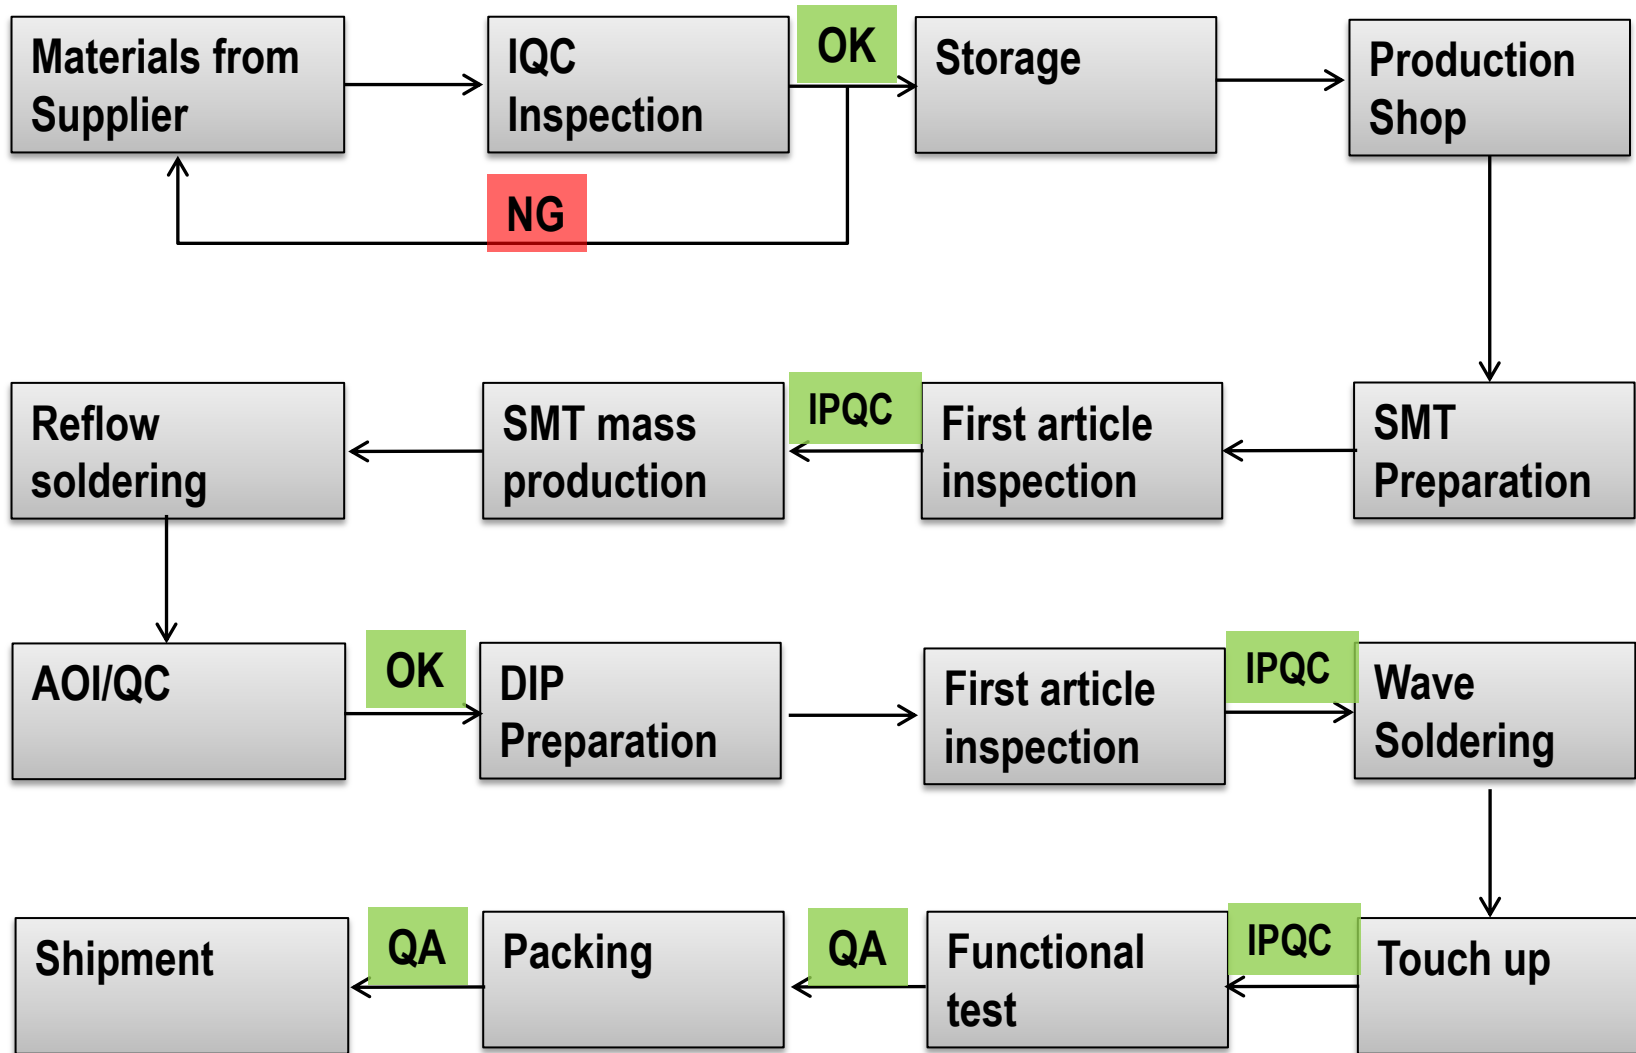 Materials from
Supplier
IQC
Inspection
OK
Storage
Production
Shop
NG
Reflow
soldering
SMT mass
production
IPQC
First article
inspection
SMT
Preparation
AOI/QC
OK
DIP
Preparation
First article
inspection
IPQC
Wave
Soldering
Shipment
QA
Packing
QA
Functional
test
IPQC
Touch up